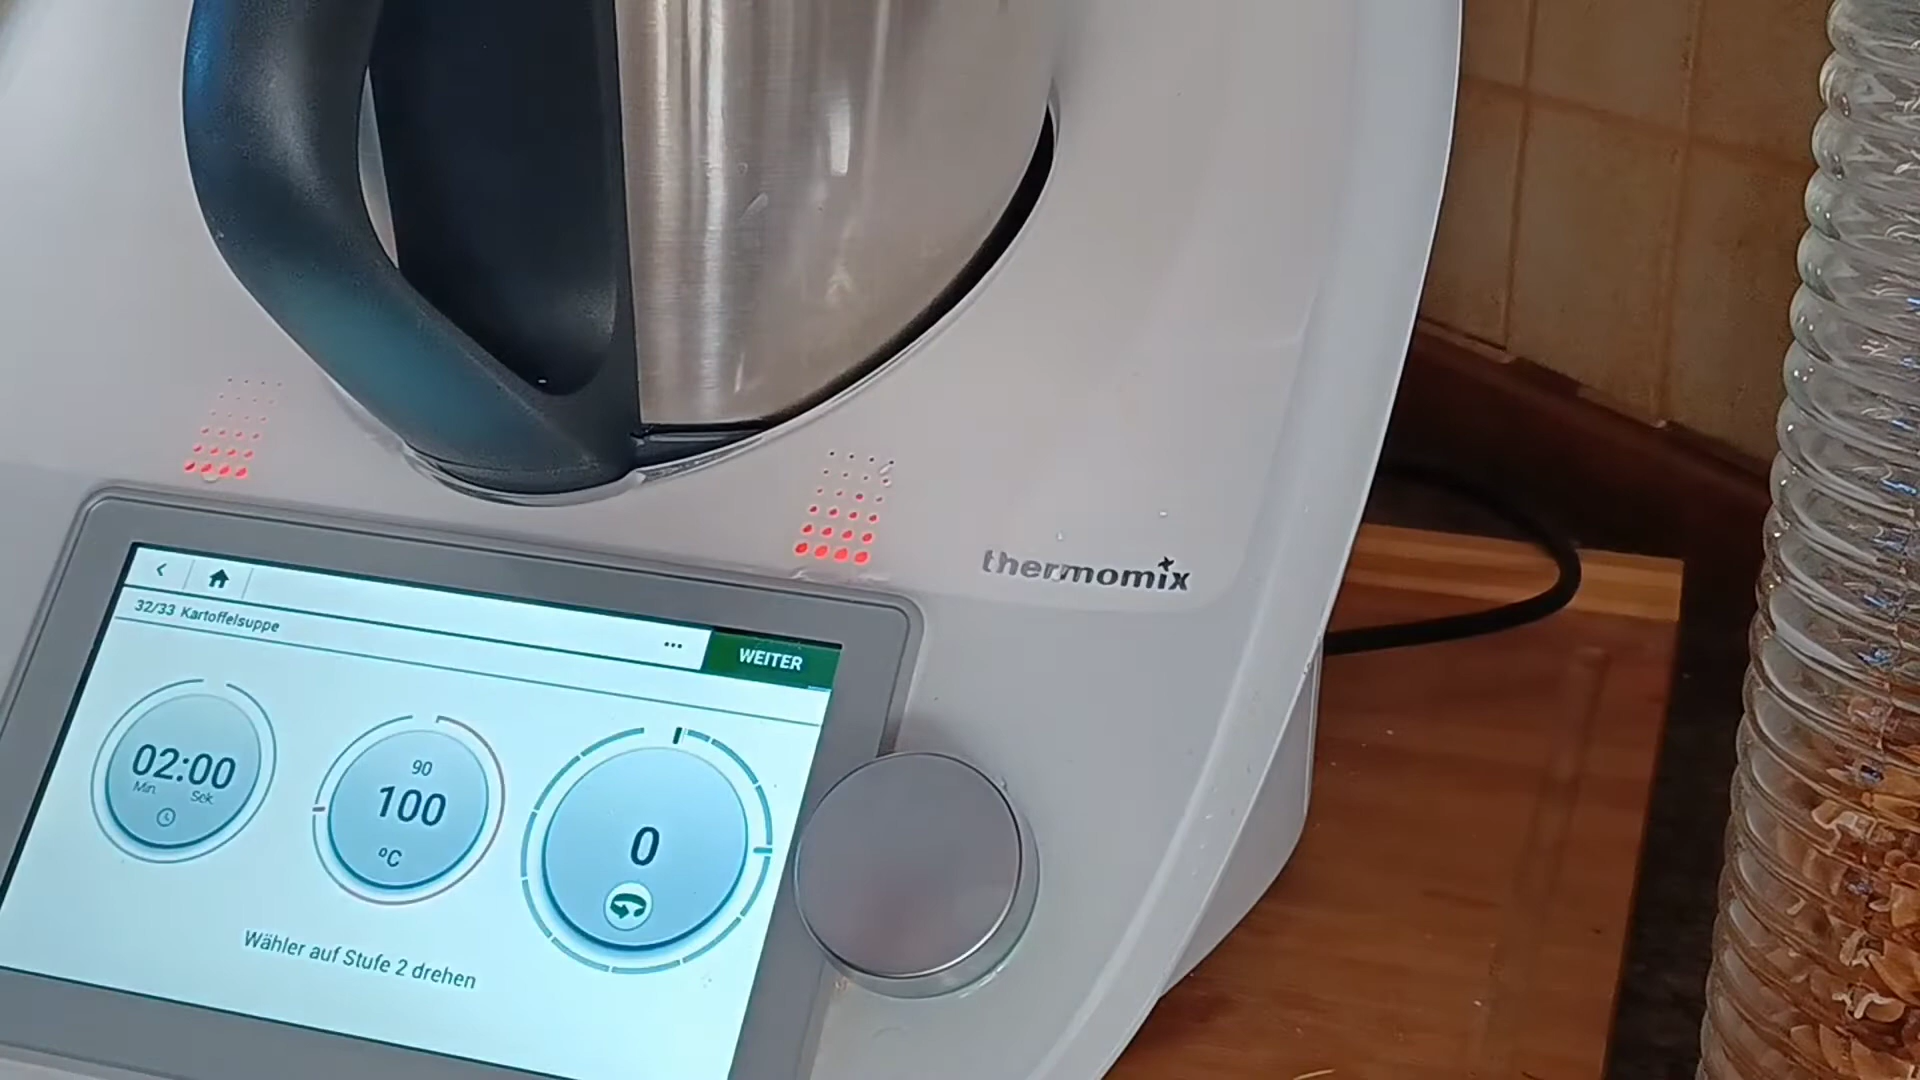 thermomix
32/33 Kartoffelsuppe
...
WEITER
02:00
Min Sek
90
100
°C
0
Wähler auf Stufe 2 drehen